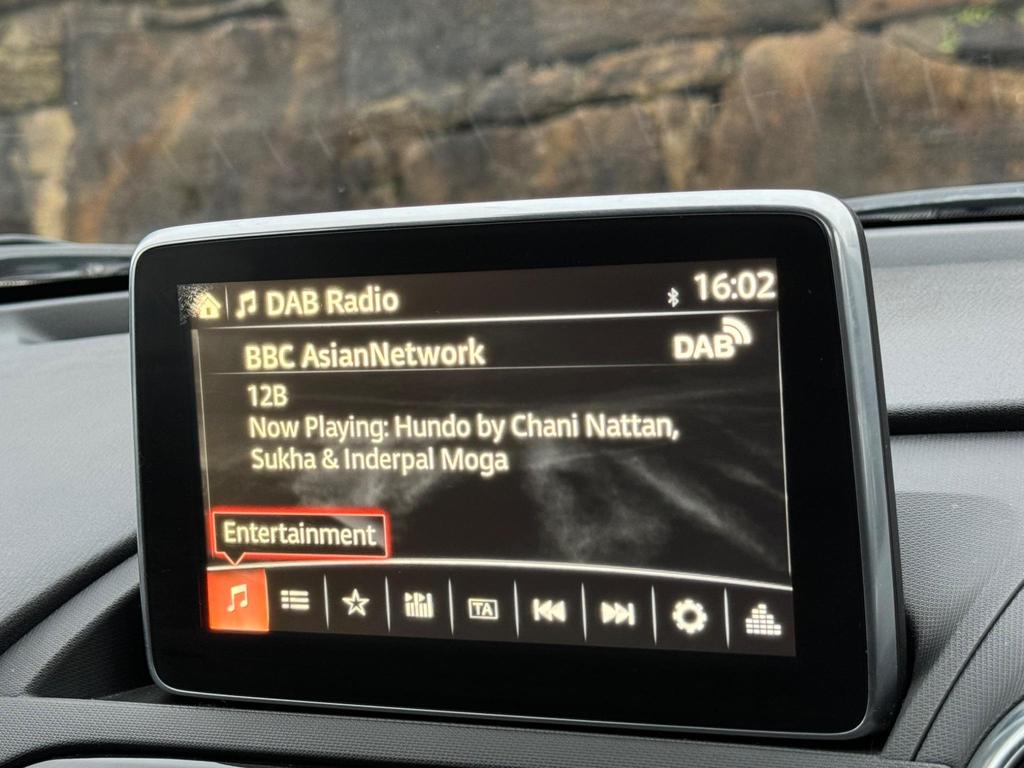 DAB Radio
16:02
BBC AsianNetwork
DAB
12B
Now Playing: Hundo by Chani Nattan,
Sukha & Inderpal Moga
Entertainment
TA